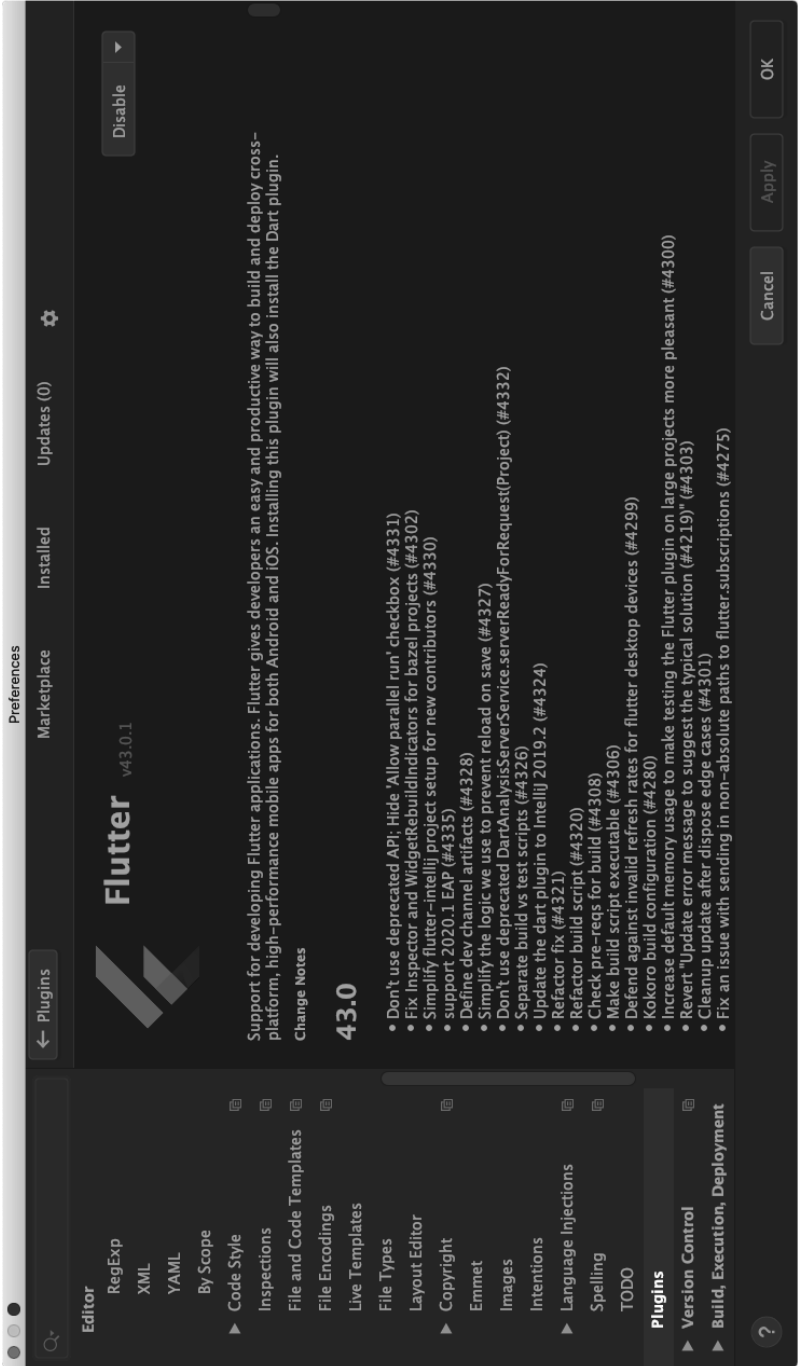 Preferences
Editor
RegExp
XML
YAML
By Scope
Code Style
Inspections
File and Code Templates
File Encodings
Live Templates
File Types
Layout Editor
Copyright
Emmet
Images
Intentions
Language Injections
Spelling
TODO
Plugins
Version Control
Build, Execution, Deployment
?
← Plugins
Marketplace
Installed
Updates (0)
Flutter v43.0.1
Disable
Support for developing Flutter applications. Flutter gives developers an easy and productive way to build and deploy cross-
platform, high-performance mobile apps for both Android and iOS. Installing this plugin will also install the Dart plugin.
Change Notes
43.0
• Don't use deprecated API; Hide 'Allow parallel run' checkbox (#4331)
• Fix Inspector and WidgetRebuildIndicators for bazel projects (#4302)
• Simplify flutter-intellij project setup for new contributors (#4330)
• support 2020.1 EAP (#4335)
• Define dev channel artifacts (#4328)
• Simplify the logic we use to prevent reload on save (#4327)
• Don't use deprecated DartAnalysisServerService.serverReadyForRequest(Project) (#4332)
• Separate build vs test scripts (#4326)
• Update the dart plugin to IntelliJ 2019.2 (#4324)
• Refactor fix (#4321)
• Refactor build script (#4320)
• Check pre-reqs for build (#4308)
• Make build script executable (#4306)
• Defend against invalid refresh rates for flutter desktop devices (#4299)
• Kokoro build configuration (#4280)
• Increase default memory usage to make testing the Flutter plugin on large projects more pleasant (#4300)
• Revert "Update error message to suggest the typical solution (#4219)" (#4303)
• Cleanup update after dispose edge cases (#4301)
• Fix an issue with sending in non-absolute paths to flutter.subscriptions (#4275)
Cancel
Apply
OK